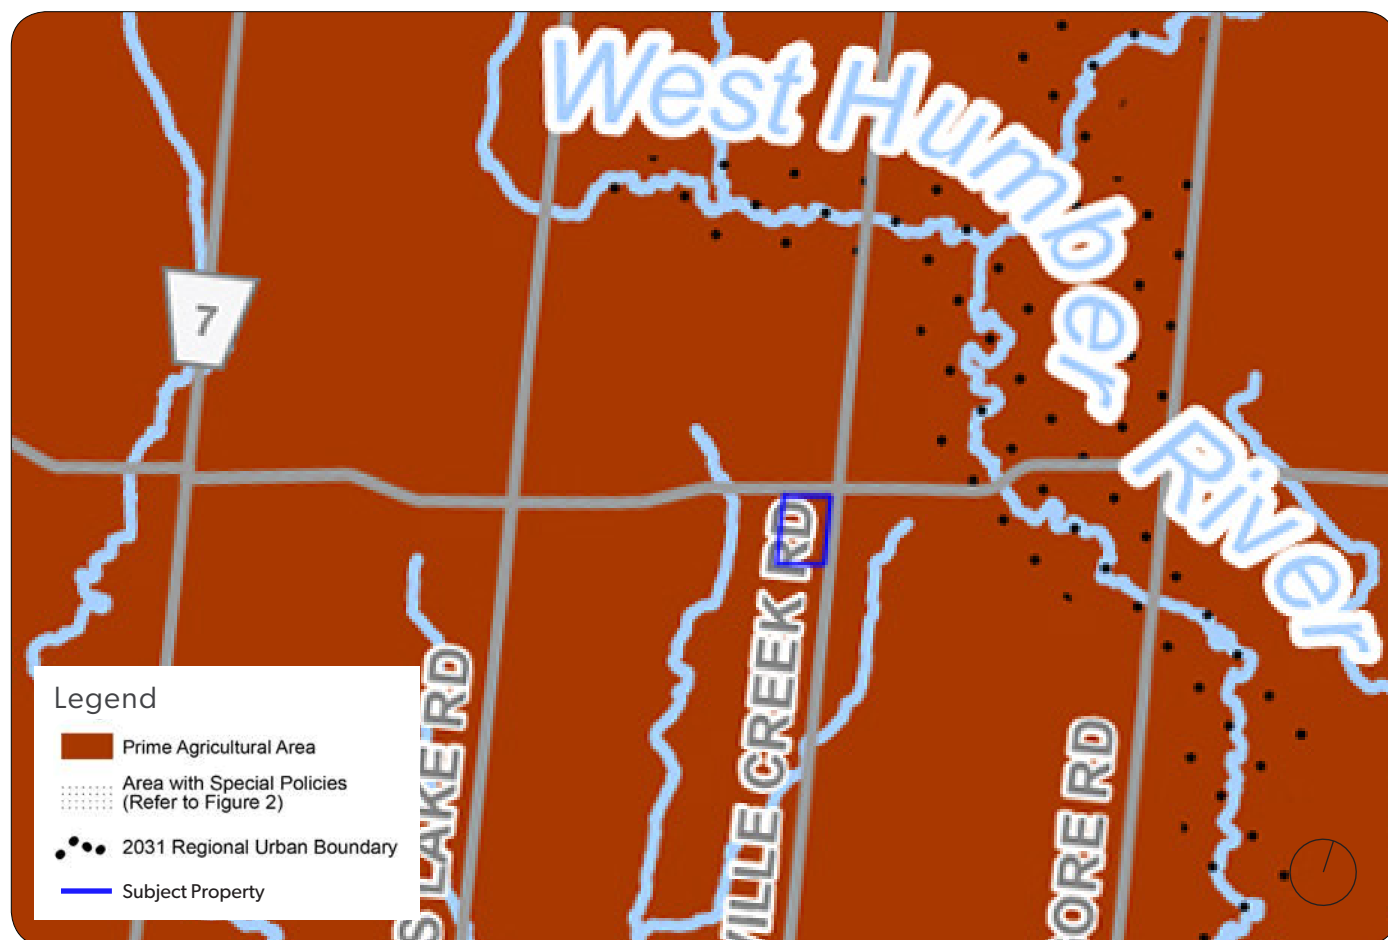 West Humber River
7
S LAKE RD
VILLE CREEK RD
ORE RD
Legend
Prime Agricultural Area
Area with Special Policies
(Refer to Figure 2)
2031 Regional Urban Boundary
Subject Property